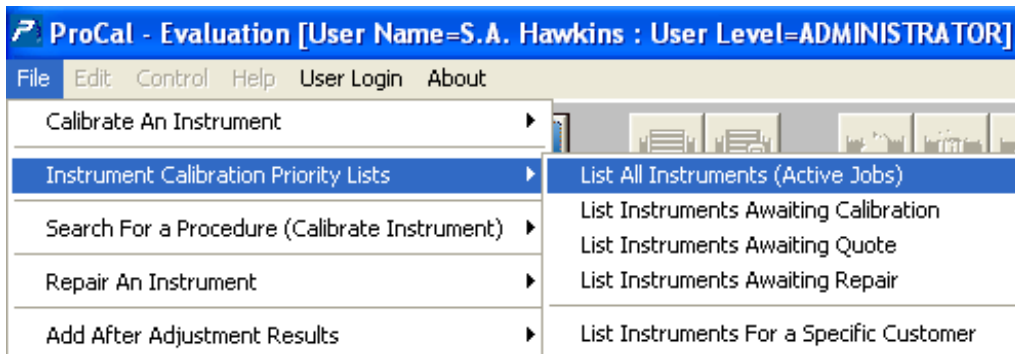 ProCal - Evaluation [User Name=S.A. Hawkins : User Level=ADMINISTRATOR]
File Edit Control Help User Login About
Calibrate An Instrument
Instrument Calibration Priority Lists
Search For a Procedure (Calibrate Instrument)
Repair An Instrument
Add After Adjustment Results
List All Instruments (Active Jobs)
List Instruments Awaiting Calibration
List Instruments Awaiting Quote
List Instruments Awaiting Repair
List Instruments For a Specific Customer